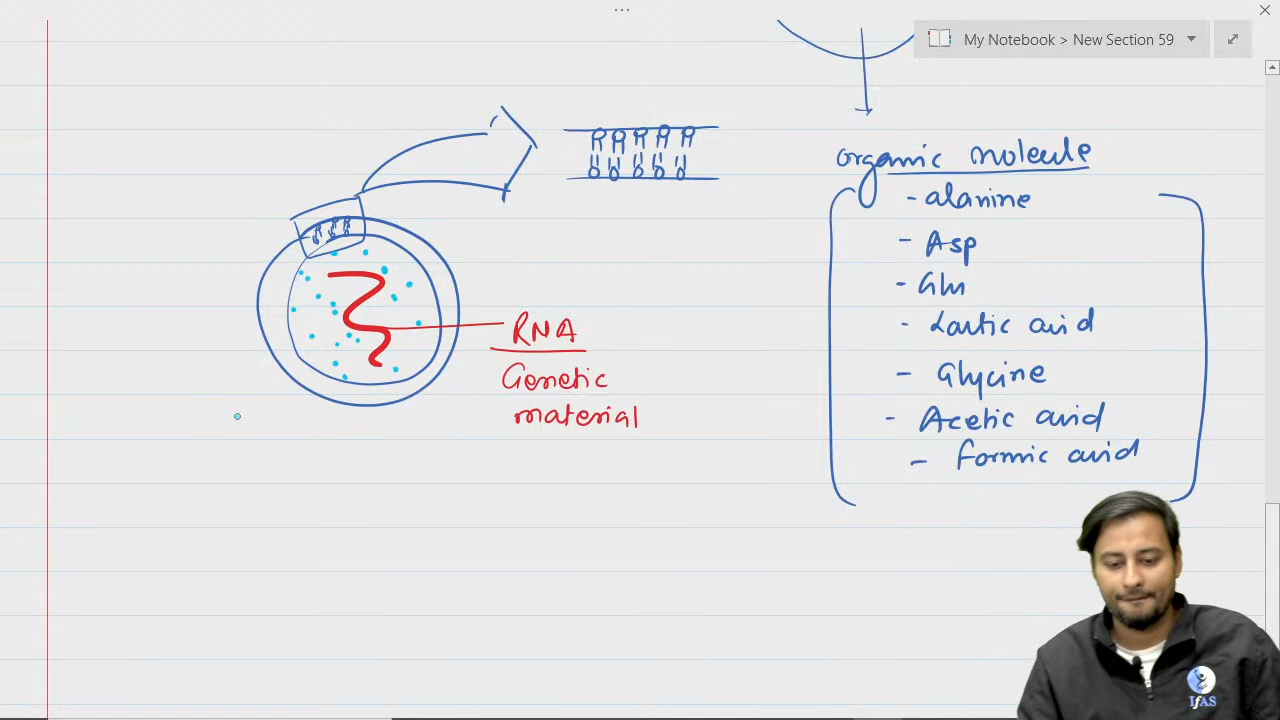 My Notebook > New Section 59
organic molecule
- alanine
- Asp
- Glu
- Lactic acid
- Glycine
- Acetic acid
- formic acid
RNA
Genetic
material
IfAS